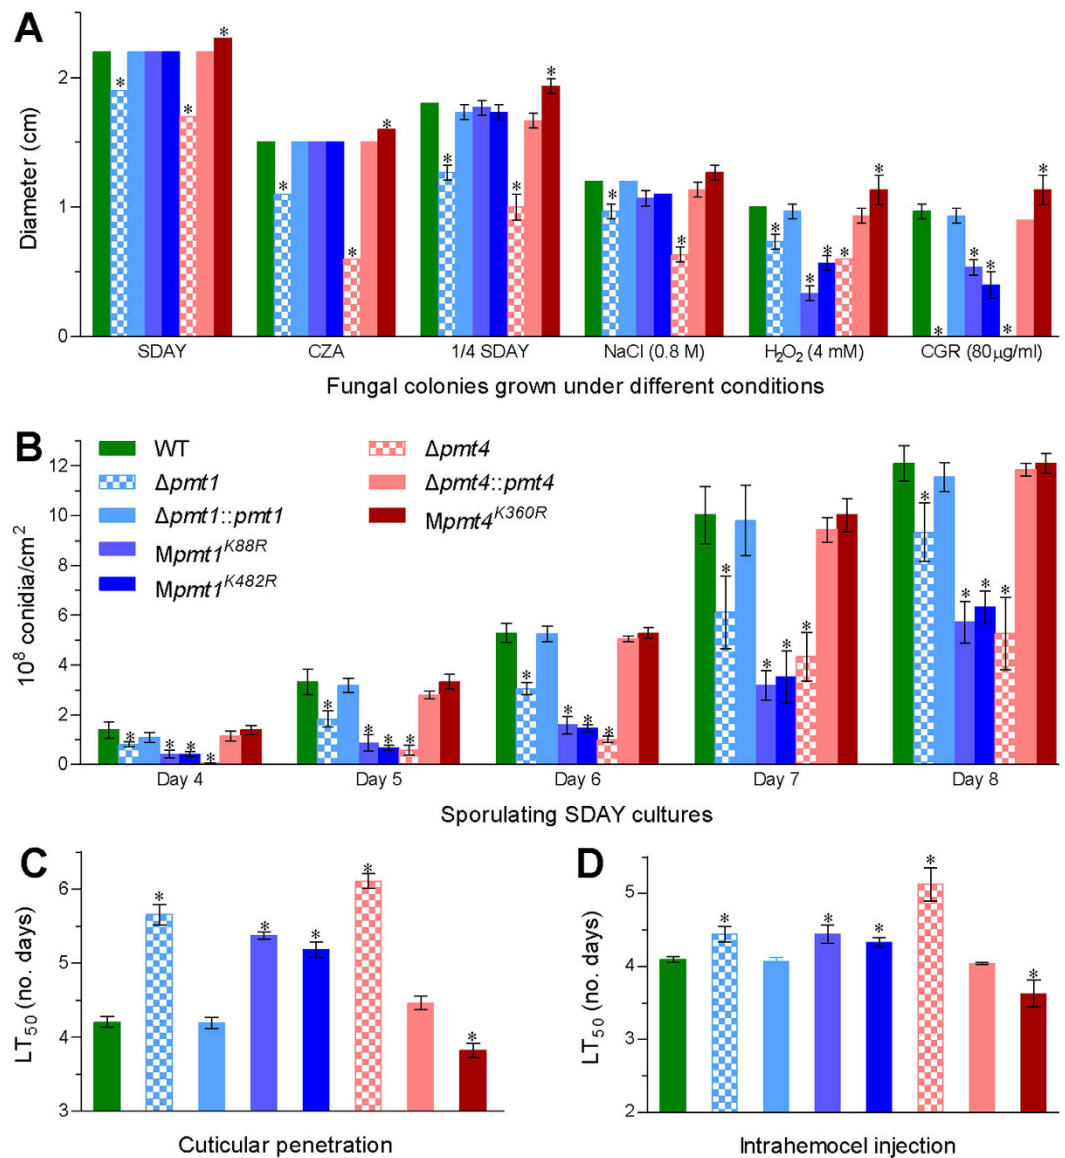 A
Diameter (cm)
2
1
0
* * * * * * * * * * * * * * * * * * * *
SDAY CZA 1/4 SDAY NaCl (0.8 M) H₂O₂ (4 mM) CGR (80µg/ml)
Fungal colonies grown under different conditions
B
10⁸ conidia/cm²
12
10
8
6
4
2
0
WT
Δpmt1
Δpmt1::pmt1
Mpmt1ᴷ⁸⁸ᴿ
Mpmt1ᴷ⁴⁸²ᴿ
Δpmt4
Δpmt4::pmt4
Mpmt4ᴷ³⁶⁰ᴿ
* * * * * * * * * * * * * * * * * * * *
Day 4 Day 5 Day 6 Day 7 Day 8
Sporulating SDAY cultures
C
LT₅₀ (no. days)
6
5
4
3
* * * * *
Cuticular penetration
D
LT₅₀ (no. days)
5
4
3
2
* * * * *
Intrahemocel injection